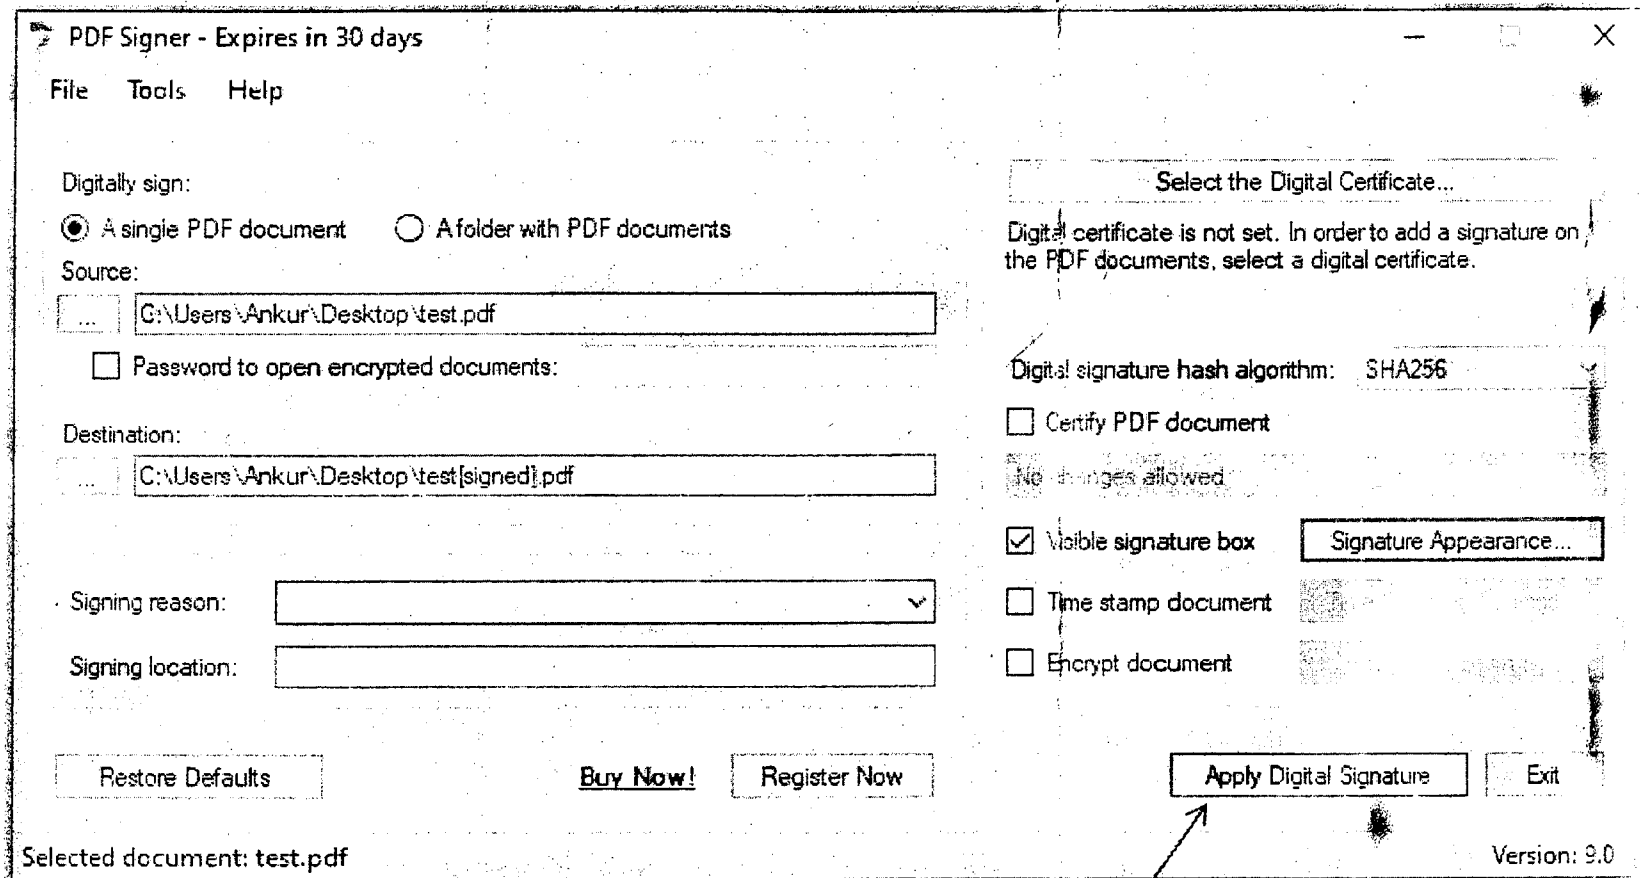 PDF Signer - Expires in 30 days
File Tools Help
Digitally sign:
A single PDF document A folder with PDF documents
Source:
... C:\Users\Ankur\Desktop\test.pdf
Password to open encrypted documents:
Destination:
... C:\Users\Ankur\Desktop\test[signed].pdf
Signing reason:
Signing location:
Restore Defaults Buy Now! Register Now
Select the Digital Certificate...
Digital certificate is not set. In order to add a signature on
the PDF documents, select a digital certificate.
Digital signature hash algorithm: SHA256
Certify PDF document
No changes allowed
Visible signature box Signature Appearance...
Time stamp document
Encrypt document
Apply Digital Signature Exit
Selected document: test.pdf Version: 9.0